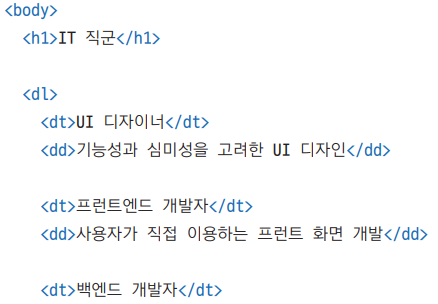 <body>
<h1>IT 직군</h1>
<dl>
<dt>UI 디자이너</dt>
<dd>기능성과 심미성을 고려한 UI 디자인</dd>
<dt>프런트엔드 개발자</dt>
<dd>사용자가 직접 이용하는 프런트 화면 개발</dd>
<dt>백엔드 개발자</dt>